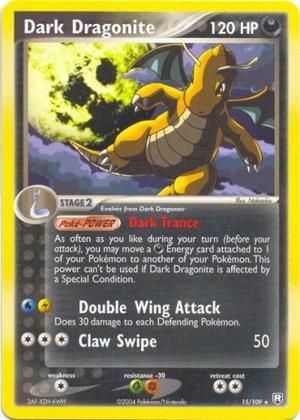 Dark Dragonite 120 HP
Illus. Nakaoka
STAGE2
Evolves from Dark Dragonair
Poké-POWER Dark Trance
As often as you like during your turn (before your
attack), you may move a Energy card attached to 1
of your Pokémon to another of your Pokémon. This
power can't be used if Dark Dragonite is affected by
a Special Condition.
Double Wing Attack
Does 30 damage to each Defending Pokémon.
Claw Swipe 50
weakness resistance -30 retreat cost
2AF-XZH-6WH ©2004 Pokémon/Nintendo 15/109 ★ R